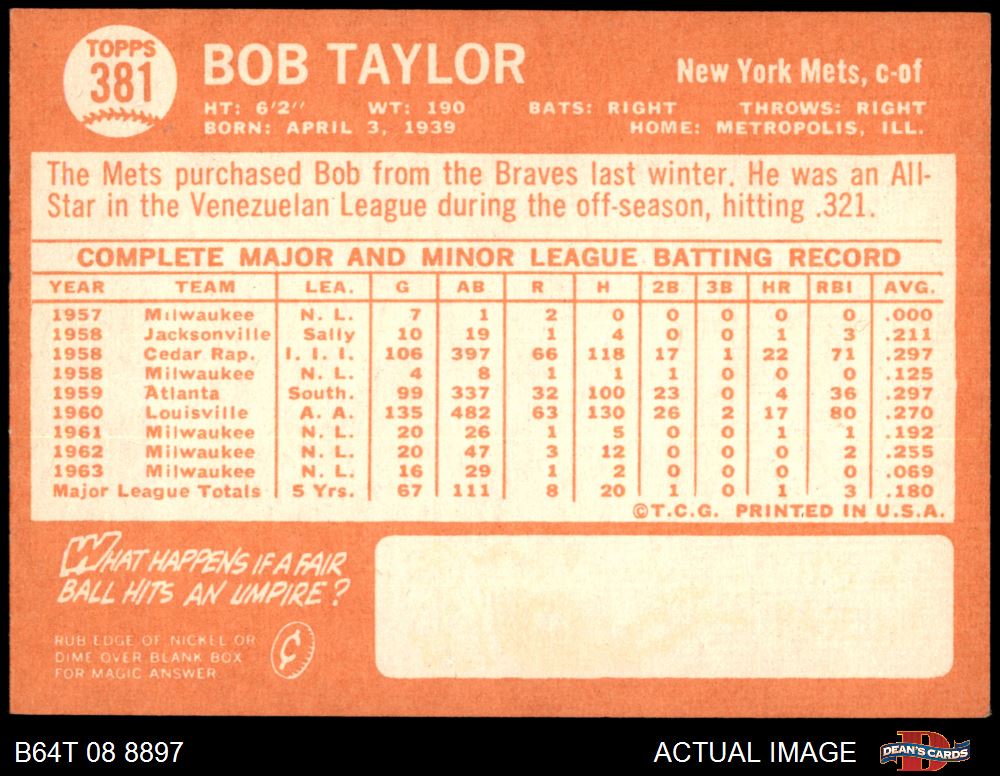 TOPPS
381
BOB TAYLOR
New York Mets, c-of
HT: 6'2" WT: 190 BATS: RIGHT THROWS: RIGHT
BORN: APRIL 3, 1939 HOME: METROPOLIS, ILL.
The Mets purchased Bob from the Braves last winter. He was an All-
Star in the Venezuelan League during the off-season, hitting .321.
COMPLETE MAJOR AND MINOR LEAGUE BATTING RECORD
YEAR TEAM LEA. G AB R H 2B 3B HR RBI AVG.
1957 Milwaukee N. L. 7 1 2 0 0 0 0 0 .000
1958 Jacksonville Sally 10 19 1 4 0 0 1 3 .211
1958 Cedar Rap. I. I. I. 106 397 66 118 17 1 22 71 .297
1958 Milwaukee N. L. 4 8 1 1 1 0 0 0 .125
1959 Atlanta South. 99 337 32 100 23 0 4 36 .297
1960 Louisville A. A. 135 482 63 130 26 2 17 80 .270
1961 Milwaukee N. L. 20 26 1 5 0 0 1 1 .192
1962 Milwaukee N. L. 20 47 3 12 0 0 0 2 .255
1963 Milwaukee N. L. 16 29 1 2 0 0 0 0 .069
Major League Totals 5 Yrs. 67 111 8 20 1 0 1 3 .180
©T.C.G. PRINTED IN U.S.A.
WHAT HAPPENS IF A FAIR
BALL HITS AN UMPIRE?
RUB EDGE OF NICKEL OR
DIME OVER BLANK BOX
FOR MAGIC ANSWER
¢
B64T 08 8897 ACTUAL IMAGE DEAN'S CARDS